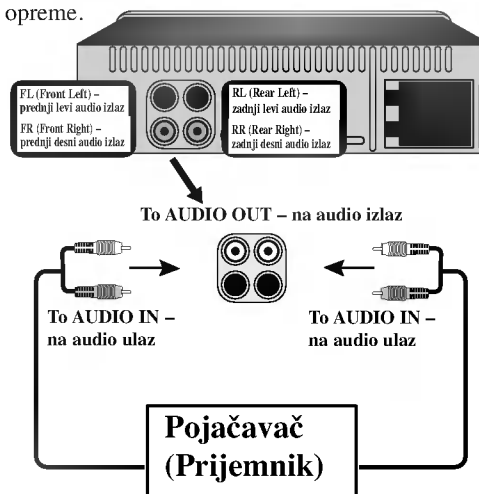 opreme.
FL (Front Left) –
prednji levi audio izlaz
FR (Front Right) –
prednji desni audio izlaz
RL (Rear Left) –
zadnji levi audio izlaz
RR (Rear Right) –
zadnji desni audio izlaz
To AUDIO OUT – na audio izlaz
To AUDIO IN –
na audio ulaz
To AUDIO IN –
na audio ulaz
Pojačavač
(Prijemnik)